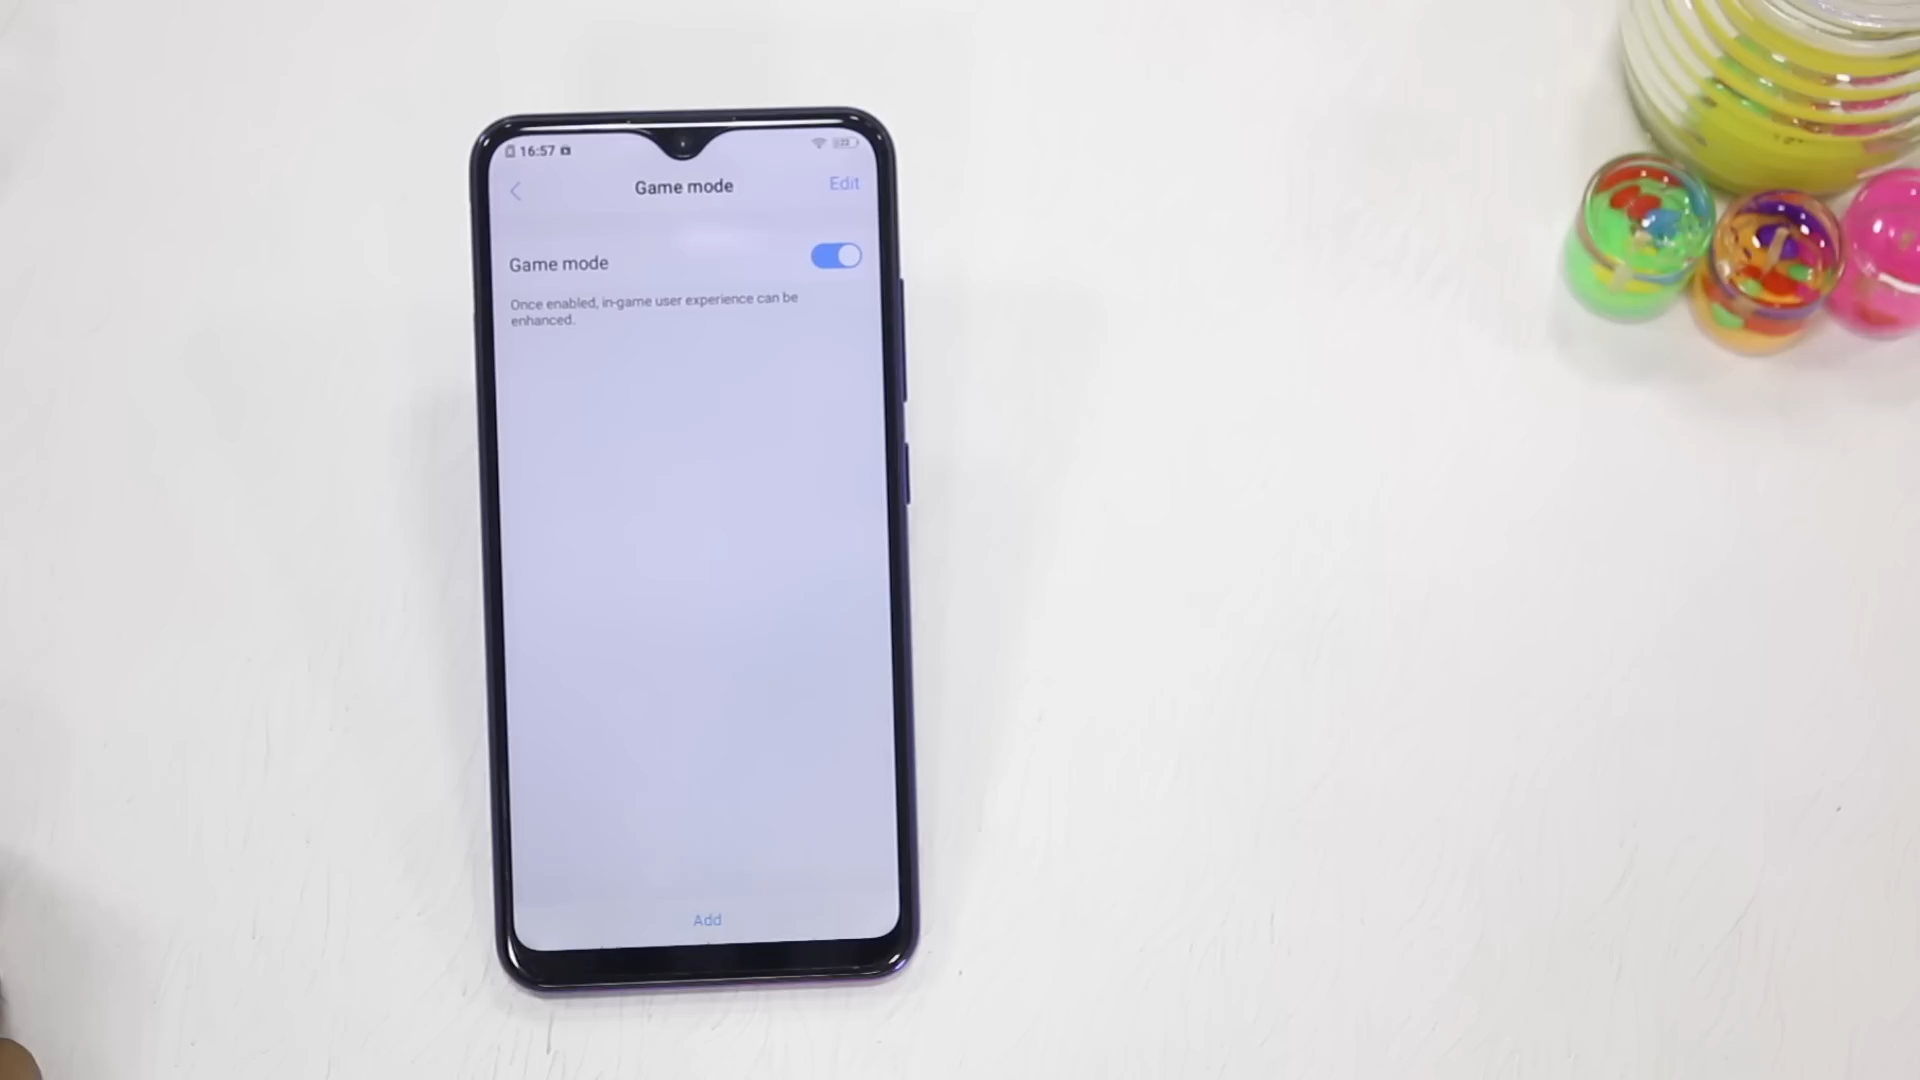 16:57
Game mode
Edit
Game mode
Once enabled, in-game user experience can be
enhanced.
Add